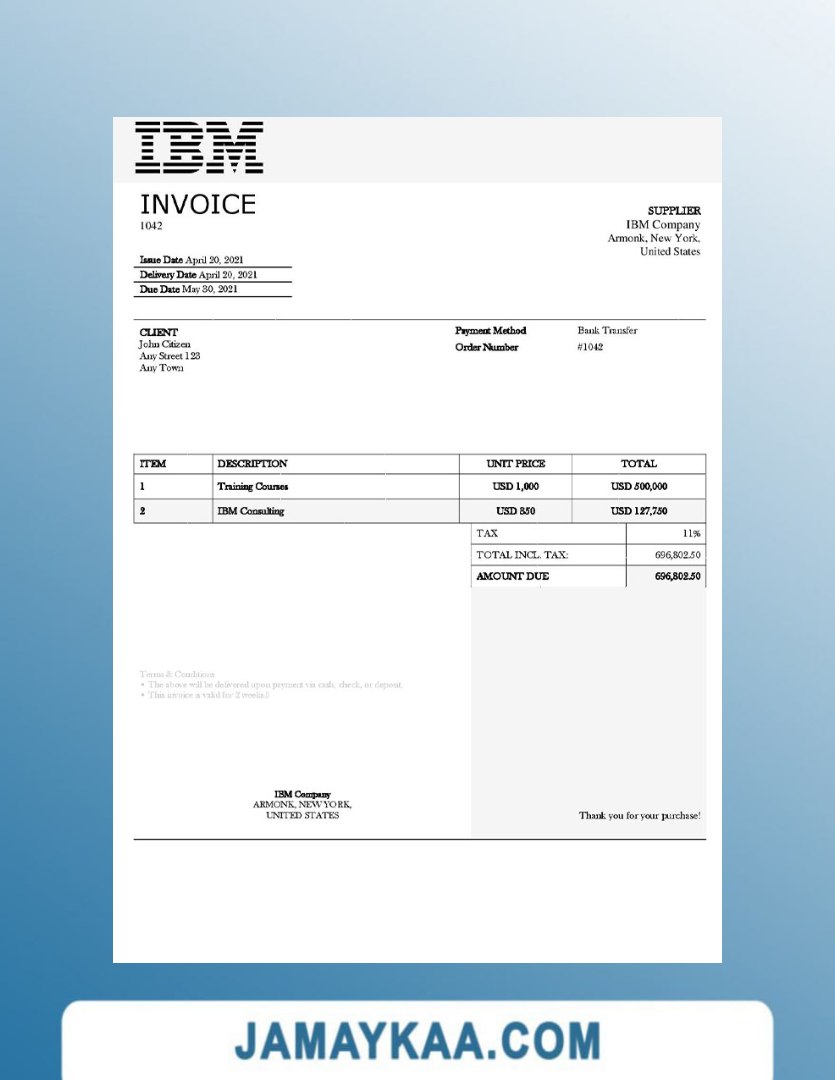 IBM
INVOICE
1042
SUPPLIER
IBM Company
Armonk, New York,
United States
Issue Date April 20, 2021
Delivery Date April 20, 2021
Due Date May 30, 2021
CLIENT
John Citizen
Any Street 123
Any Town
Payment Method Bank Transfer
Order Number #1042
ITEM DESCRIPTION UNIT PRICE TOTAL
1 Training Courses USD 1,000 USD 500,000
2 IBM Consulting USD 850 USD 127,750
TAX 11%
TOTAL INCL. TAX: 696,802.50
AMOUNT DUE 696,802.50
Terms & Conditions
• The above will be delivered upon payment via cash, check, or deposit.
• This invoice a valid for 2 weeks.
IBM Company
ARMONK, NEW YORK,
UNITED STATES
Thank you for your purchase!
JAMAYKAA.COM